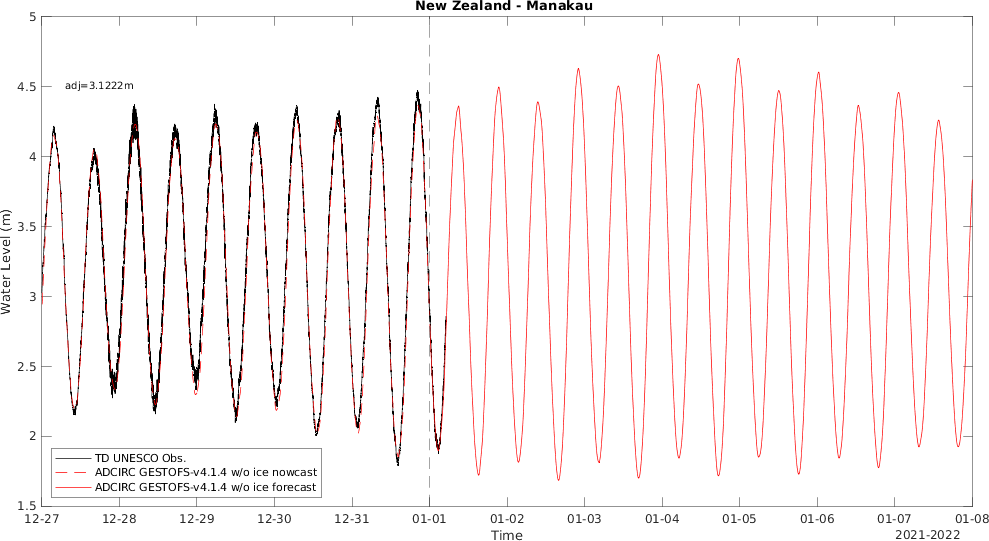 New Zealand - Manakau
adj=3.1222m
Water Level (m)
5
4.5
4
3.5
3
2.5
2
1.5
TD UNESCO Obs.
ADCIRC GESTOFS-v4.1.4 w/o ice nowcast
ADCIRC GESTOFS-v4.1.4 w/o ice forecast
12-27 12-28 12-29 12-30 12-31 01-01 01-02 01-03 01-04 01-05 01-06 01-07 01-08
Time
2021-2022